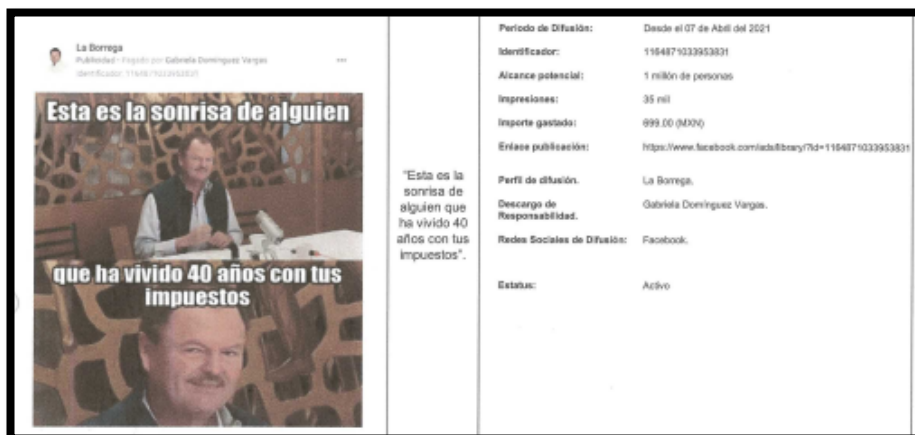 La Borrega
Publicidad • Pagado por Gabriela Dominguez Vargas
Identificador: 1164871033953831
Esta es la sonrisa de alguien
que ha vivido 40 años con tus
impuestos
"Esta es la
sonrisa de
alguien que
ha vivido 40
años con tus
impuestos".
Periodo de Difusión: Desde el 07 de Abril del 2021
Identificador: 1164871033953831
Alcance potencial: 1 millón de personas
Impresiones: 35 mil
Importe gastado: 699.00 (MXN)
Enlace publicación: https://www.facebook.com/ads/library/?id=1164871033953831
Perfil de difusión. La Borrega.
Descargo de
Responsabilidad. Gabriela Domínguez Vargas.
Redes Sociales de Difusión: Facebook.
Estatus: Activo